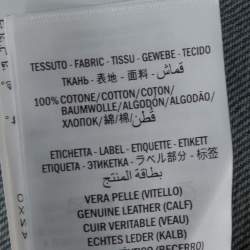 TESSUTO - FABRIC - TISSU - GEWEBE - TECIDO
ТКАНЬ - 表地 - 面料 - قماش
100% COTONE/COTTON/COTON/
BAUMWOLLE/ALGODÓN/ALGODÃO/
ХЛОПОК/綿/棉/قطن
ETICHETTA - LABEL - ETIQUETTE - ETIKETT
ETIQUETA - ЭТИКЕТКА - ラベル部分 - 标签
بطاقة المنتج
VERA PELLE (VITELLO)
GENUINE LEATHER (CALF)
CUIR VERITABLE (VEAU)
ECHTES LEDER (KALB)
(BECERRO)